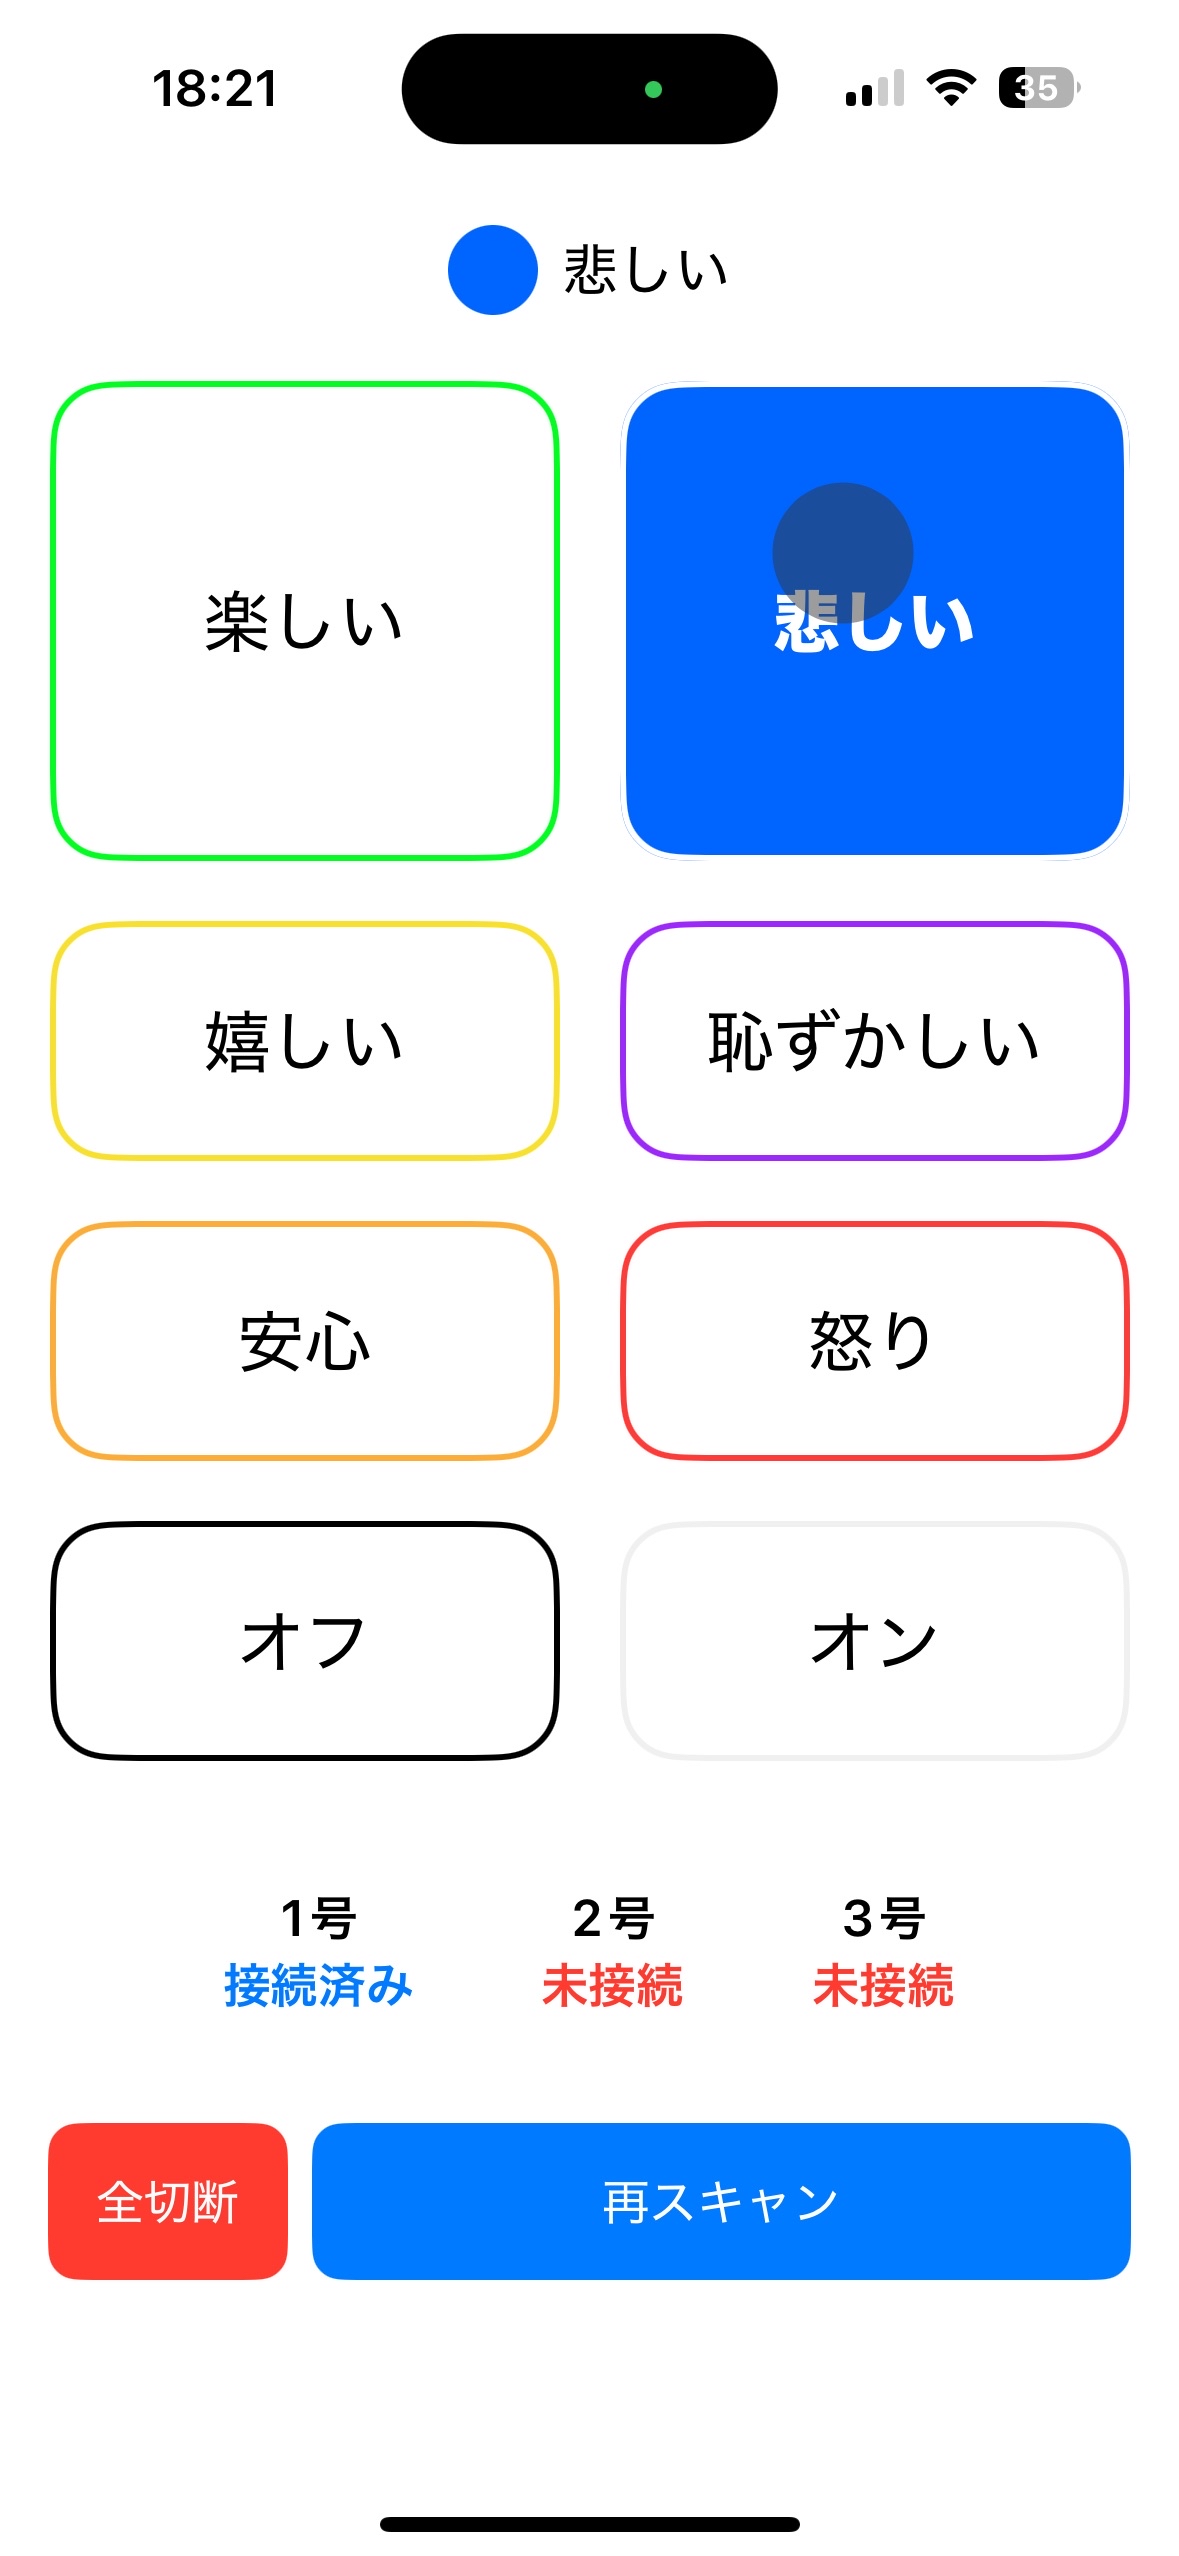 18:21
35
悲しい
楽しい
悲しい
嬉しい
恥ずかしい
安心
怒り
オフ
オン
1号 2号 3号
接続済み 未接続 未接続
全切断
再スキャン